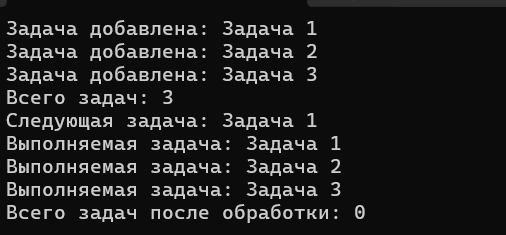 Задача добавлена: Задача 1
Задача добавлена: Задача 2
Задача добавлена: Задача 3
Всего задач: 3
Следующая задача: Задача 1
Выполняемая задача: Задача 1
Выполняемая задача: Задача 2
Выполняемая задача: Задача 3
Всего задач после обработки: 0